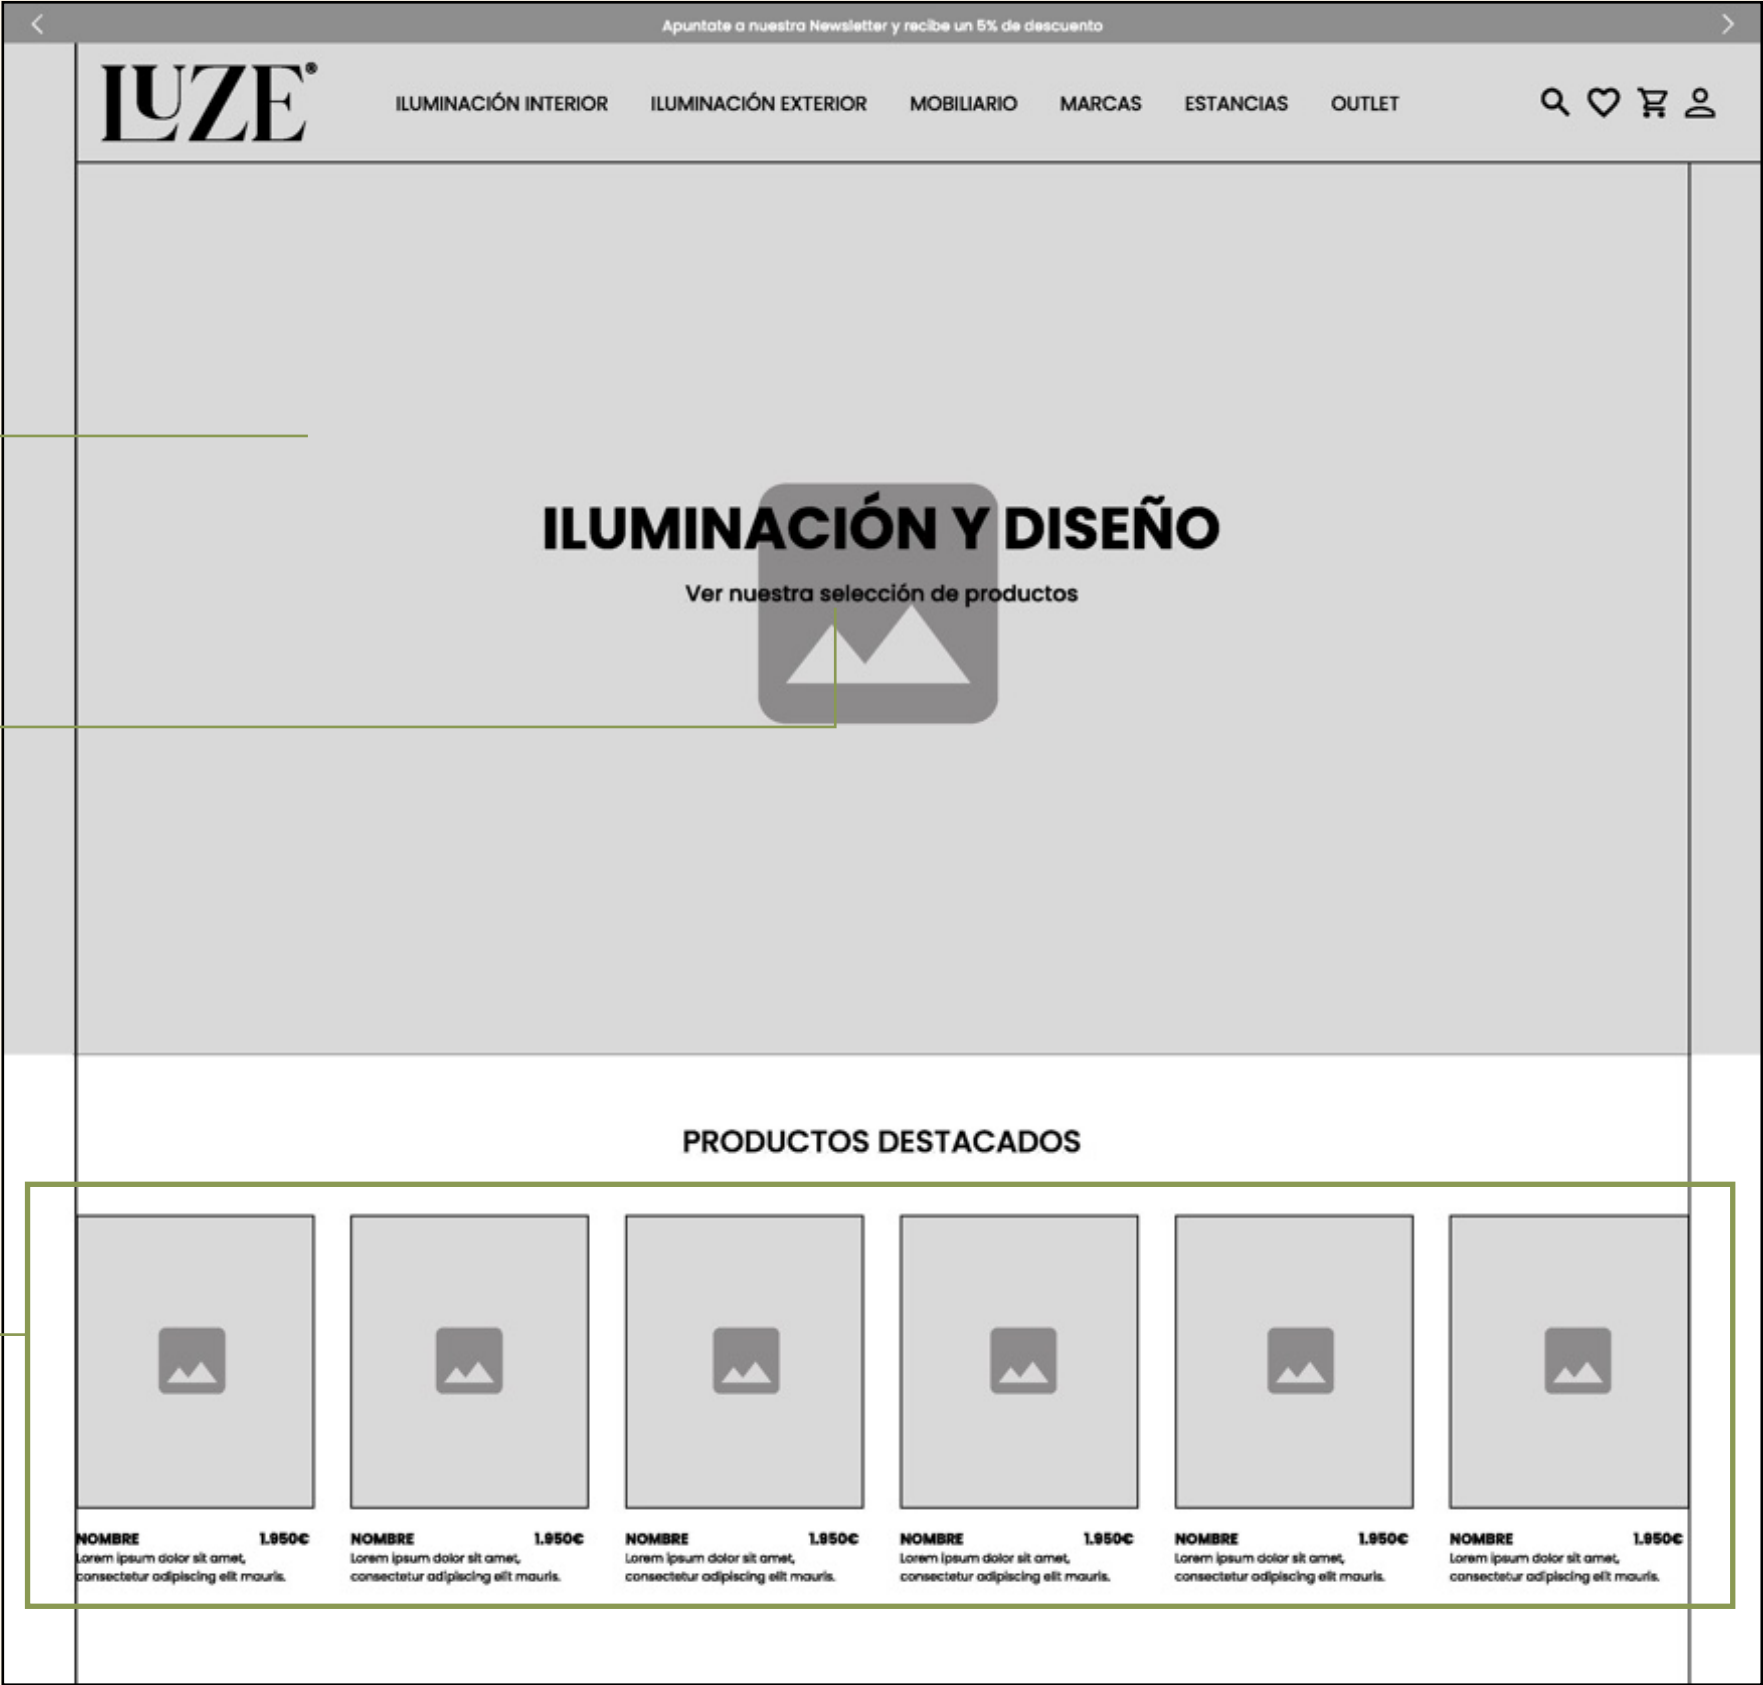 Apuntate a nuestra Newsletter y recibe un 5% de descuento
LUZE®
ILUMINACIÓN INTERIOR ILUMINACIÓN EXTERIOR MOBILIARIO MARCAS ESTANCIAS OUTLET
ILUMINACIÓN Y DISEÑO
Ver nuestra selección de productos
PRODUCTOS DESTACADOS
NOMBRE 1.950€
Lorem ipsum dolor sit amet,
consectetur adipiscing elit mauris.
NOMBRE 1.950€
Lorem ipsum dolor sit amet,
consectetur adipiscing elit mauris.
NOMBRE 1.950€
Lorem ipsum dolor sit amet,
consectetur adipiscing elit mauris.
NOMBRE 1.950€
Lorem ipsum dolor sit amet,
consectetur adipiscing elit mauris.
NOMBRE 1.950€
Lorem ipsum dolor sit amet,
consectetur adipiscing elit mauris.
NOMBRE 1.950€
Lorem ipsum dolor sit amet,
consectetur adipiscing elit mauris.